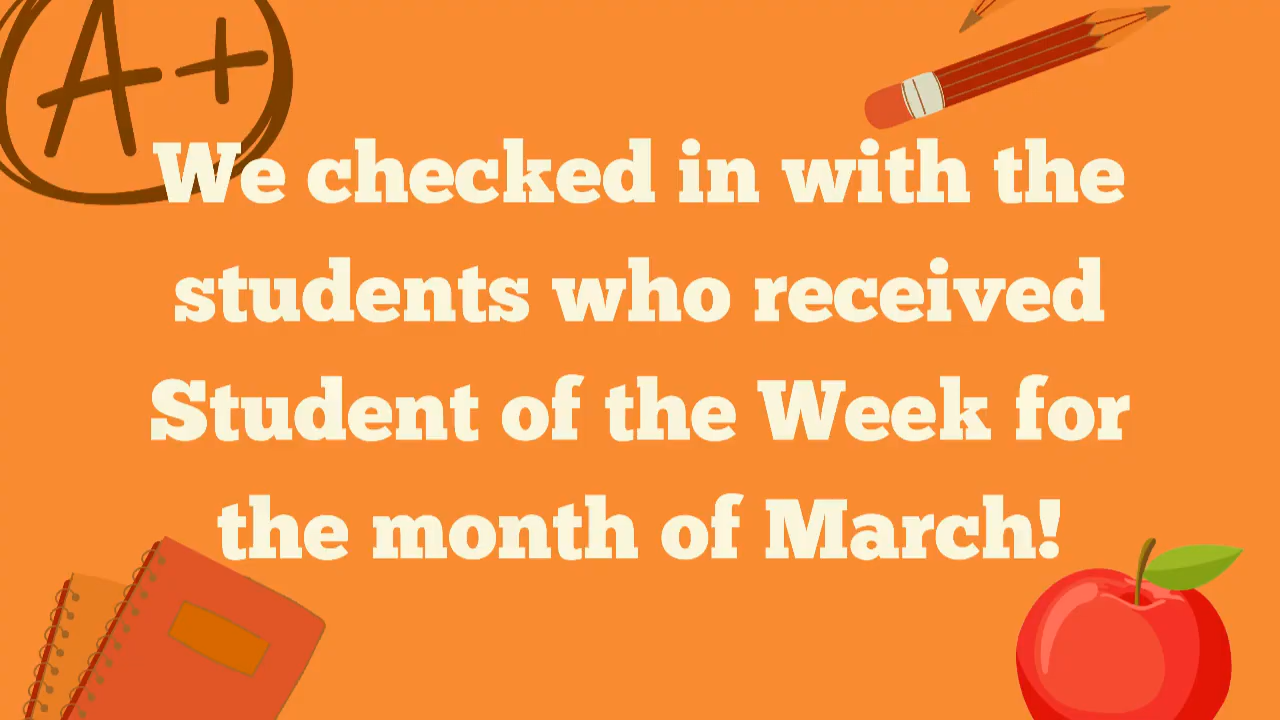 A+
We checked in with the
students who received
Student of the Week for
the month of March!